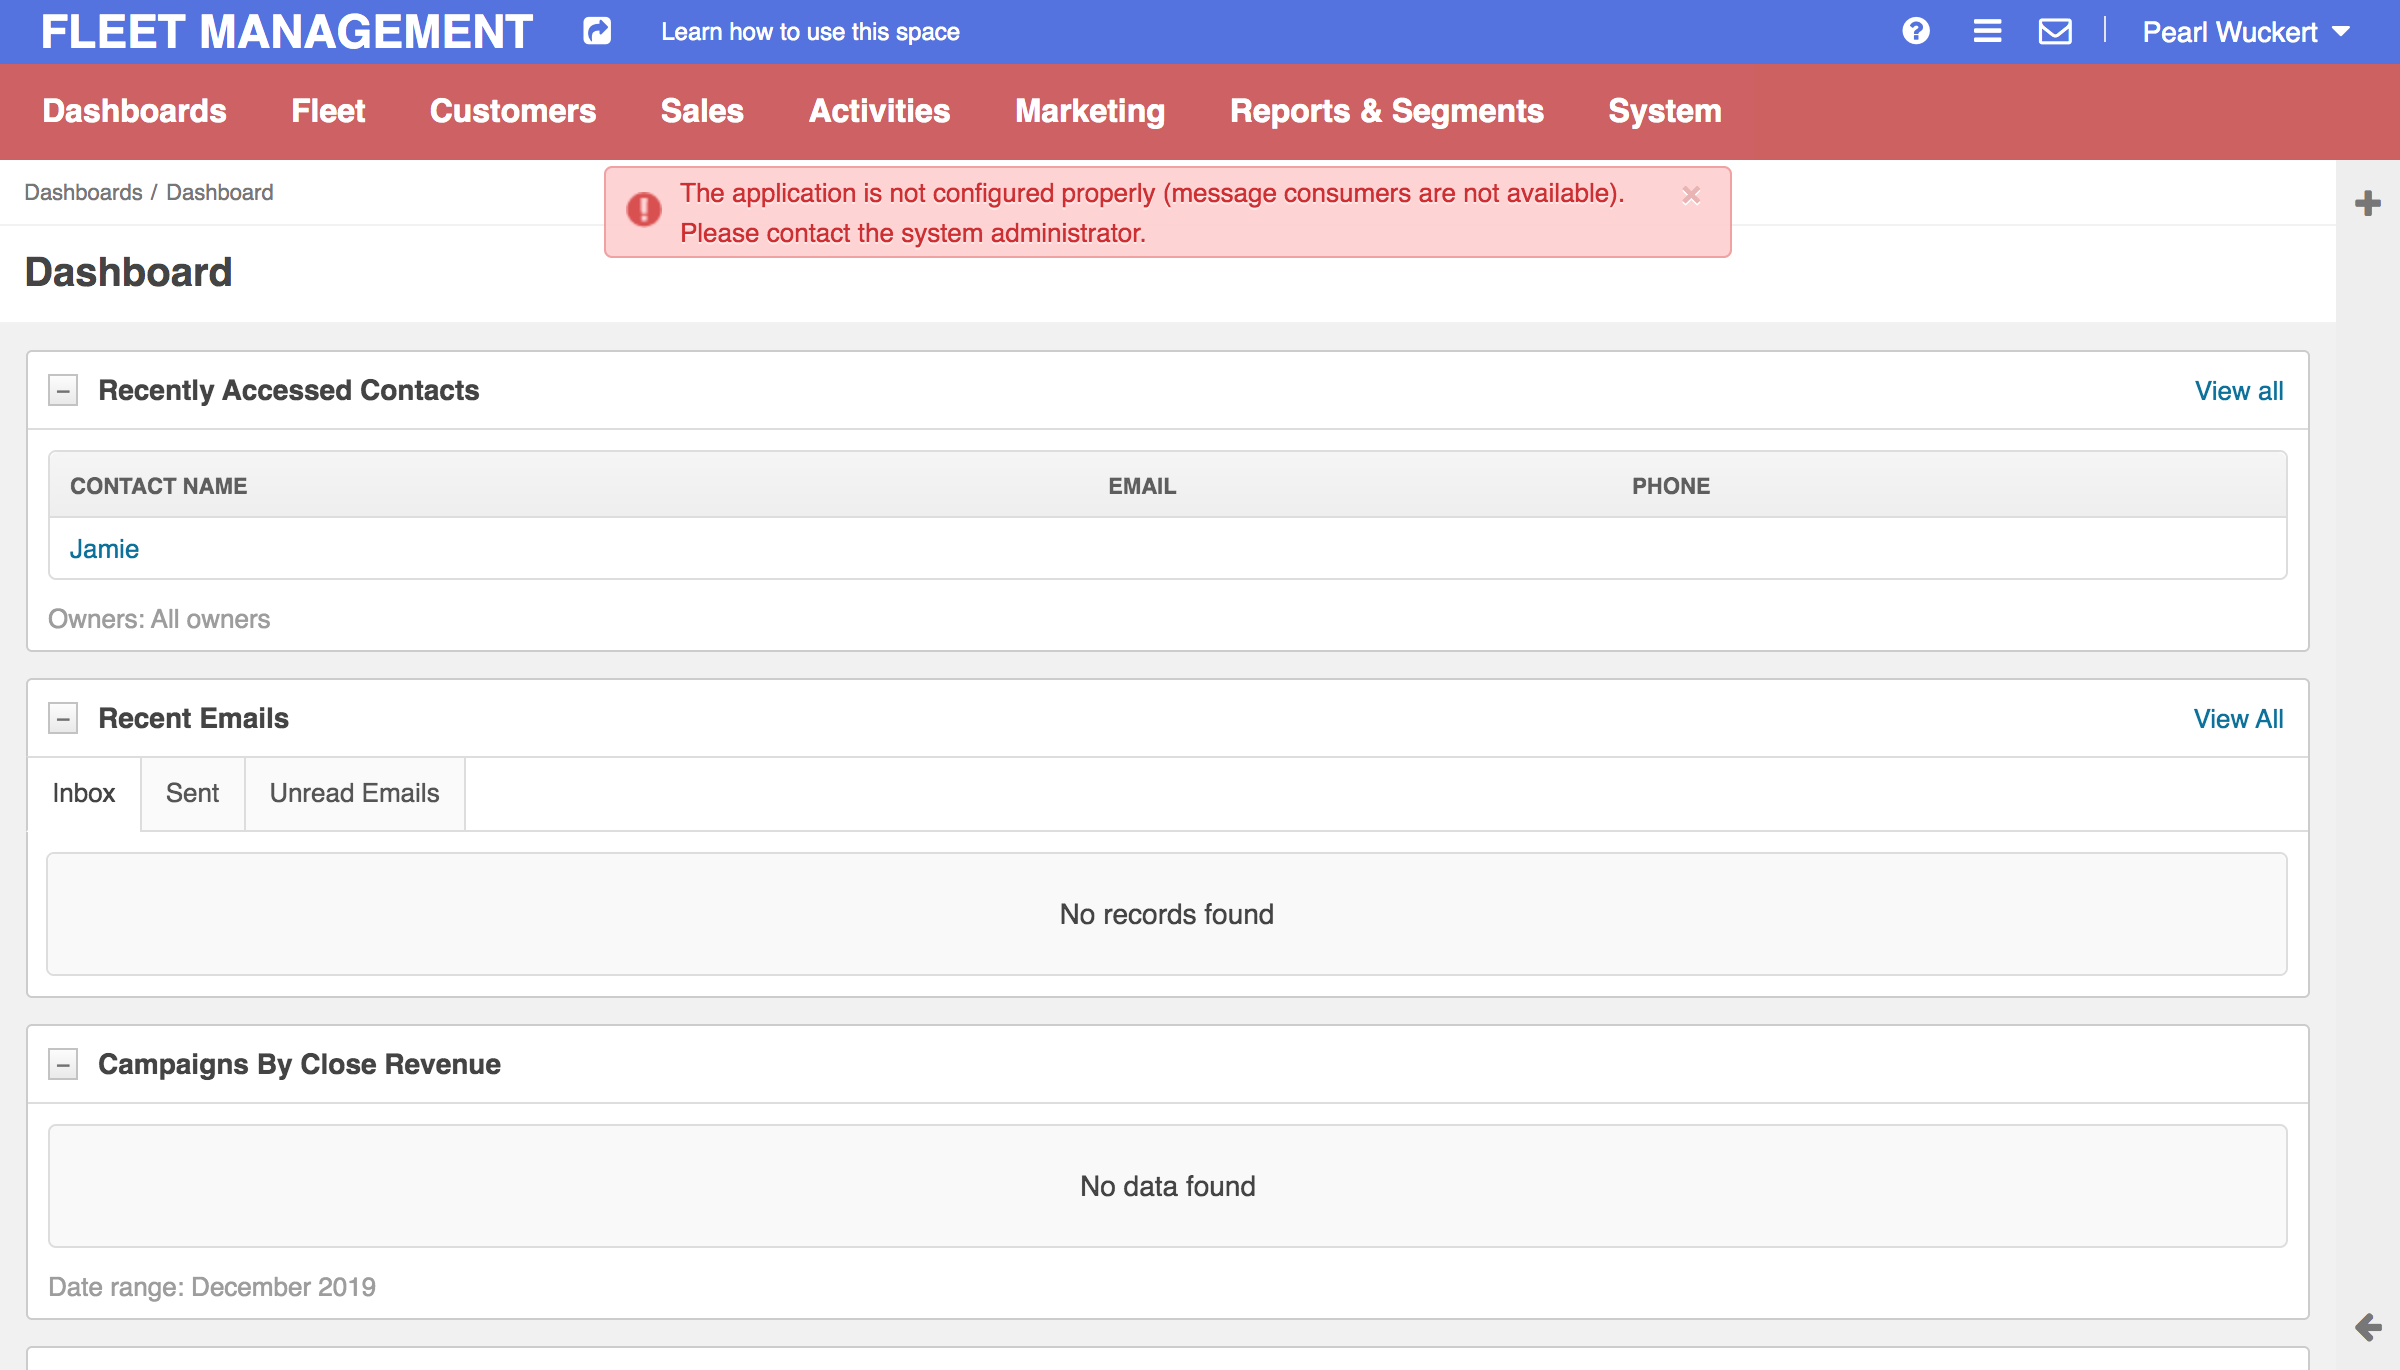 FLEET MANAGEMENT
Learn how to use this space
Pearl Wuckert
Dashboards
Fleet
Customers
Sales
Activities
Marketing
Reports & Segments
System
Dashboards / Dashboard
The application is not configured properly (message consumers are not available).
Please contact the system administrator.
Dashboard
Recently Accessed Contacts
View all
CONTACT NAME
EMAIL
PHONE
Jamie
Owners: All owners
Recent Emails
View All
Inbox
Sent
Unread Emails
No records found
Campaigns By Close Revenue
No data found
Date range: December 2019